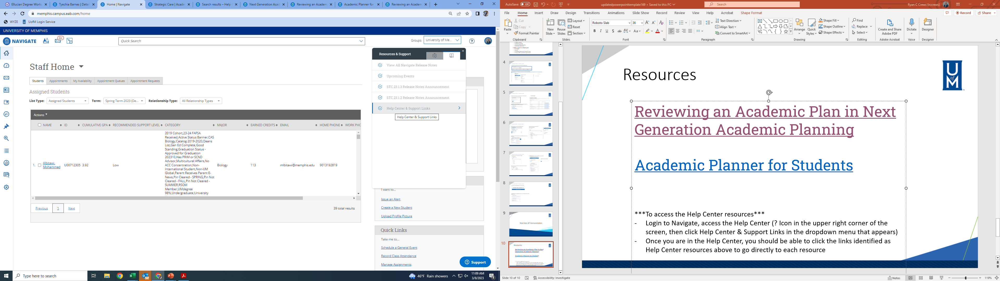 Ellucian Degree Works
Tyechia Barnes | Detail
Home | Navigate
Strategic Care | Acade
Search results – Help C
Next Generation Acad
Reviewing an Academ
Academic Planner for
Reviewing an Academ
memphis.campus.eab.com/home
WYZE
UofM Login Service
UNIVERSITY OF MEMPHIS
NAVIGATE
Quick Search
Groups
University of Me...
Staff Home
Students
Appointments
My Availability
Appointment Queues
Appointment Requests
Assigned Students
List Type: Assigned Students Term: Spring Term 2023 (De... Relationship Type: All Relationship Types
Actions
NAME ID CUMULATIVE GPA RECOMMENDED SUPPORT LEVEL CATEGORY MAJOR EARNED CREDITS EMAIL HOME PHONE WORK PHO
2019 Cohort,23-24 FAFSA
Received,Active Status Banner,CAS
Biology,Catalog 2019-2020,Deans
List,Gen Ed Complete,Good
Standing,Graduation Status -
Approved for Graduation
202310,Has PRIM or SCND
Advisor,Multicultural Affairs,No
ACC Concentration,Non-
International Student,Non-UM
Global,Parent Receives Parent E-
News,Pin Cleared - SPRING,Pin Not
Cleared - FALL,Pin Not Cleared -
SUMMER,RSOM
Member,UMdegree
98%,Undergraduate,University
1. Albitawi, Mohammad U00712305 3.92 Low Biology 113 mlbitawi@memphis.edu 9013192819
Previous 1 Next
39 total results
Resources & Support
View All Navigate Release Notes
Upcoming Events
STC.23.1.3 Release Notes Announcement
STC.23.1.2 Release Notes Announcement
Help Center & Support Links
Help Center & Support Links
I want to...
Issue an Alert
Create a New Student
Upload Profile Picture
Quick Links
Take me to...
Schedule a General Event
Record Class Attendance
Manage Assignments
Support
Type here to search
46°F Rain showers
11:09 AM
3/8/2023
AutoSave Off
updatedpowerpointtemplate169 • Saved to this PC
Search
Ryan C Crews (rccrews)
File Home Insert Draw Design Transitions Animations Slide Show Record Review View Help Acrobat Shape Format
Record
Share
Paste
Cut
Copy
Format Painter
Clipboard
New Slide
Reuse Slides
Layout
Reset
Section
Slides
Roboto Slab 36
Font
Text Direction
Align Text
Convert to SmartArt
Paragraph
Arrange
Quick Styles
Shape Fill
Shape Outline
Shape Effects
Drawing
Find
Replace
Select
Editing
Create and Share Adobe PDF
Adobe Acrobat
Dictate
Voice
Designer
Designer
4
5
6
7
8
9
Next Gen AP Demonstration
10
Resources
U of M
Reviewing an Academic Plan in Next
Generation Academic Planning
Academic Planner for Students
***To access the Help Center resources***
- Login to Navigate, access the Help Center (? Icon in the upper right corner of the
screen, then click Help Center & Support Links in the dropdown menu that appears)
- Once you are in the Help Center, you should be able to click the links identified as
Help Center resources above to go directly to each resource
Slide 10 of 10
Accessibility: Investigate
Notes
119%